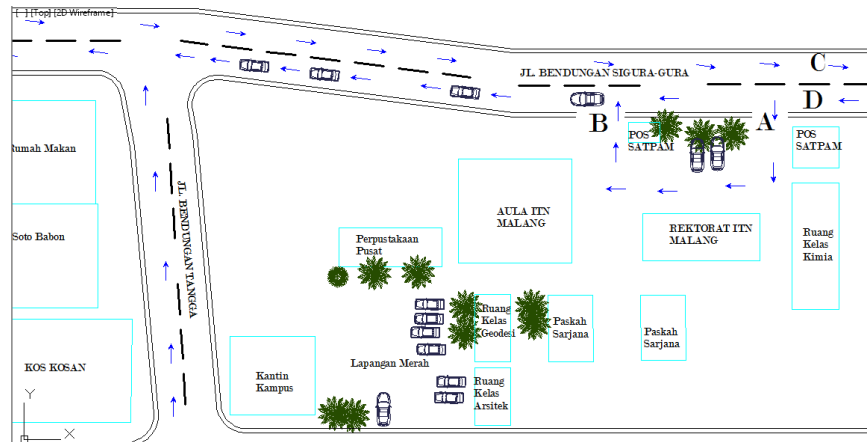 [-] [Top] [2D Wireframe]
C
JL. BENDUNGAN SIGURA-GURA
D
B
A
POS
SATPAM
POS
SATPAM
Rumah Makan
JL. BENDUNGAN TANGGA
AULA ITN
MALANG
REKTORAT ITN
MALANG
Soto Babon
Perpustakaan
Pusat
Ruang
Kelas
Kimia
Ruang
Kelas
Geodesi
Paskah
Sarjana
Paskah
Sarjana
KOS KOSAN
Lapangan Merah
Kantin
Kampus
Ruang
Kelas
Arsitek
Y
X